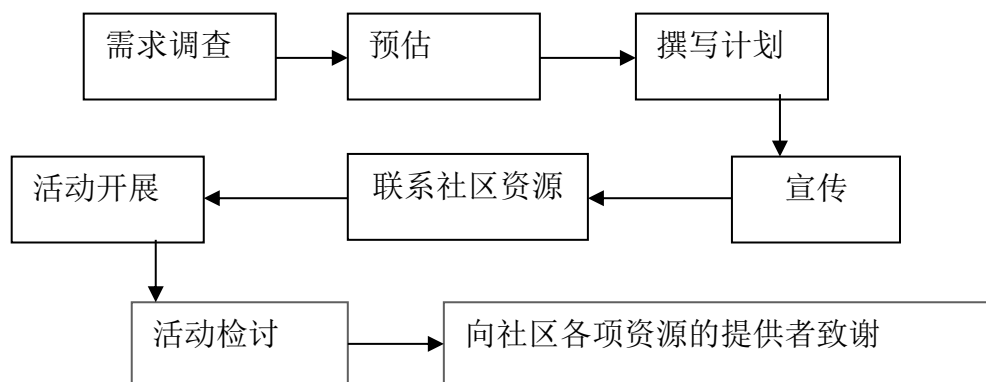 需求调查
预估
撰写计划
宣传
联系社区资源
活动开展
活动检讨
向社区各项资源的提供者致谢